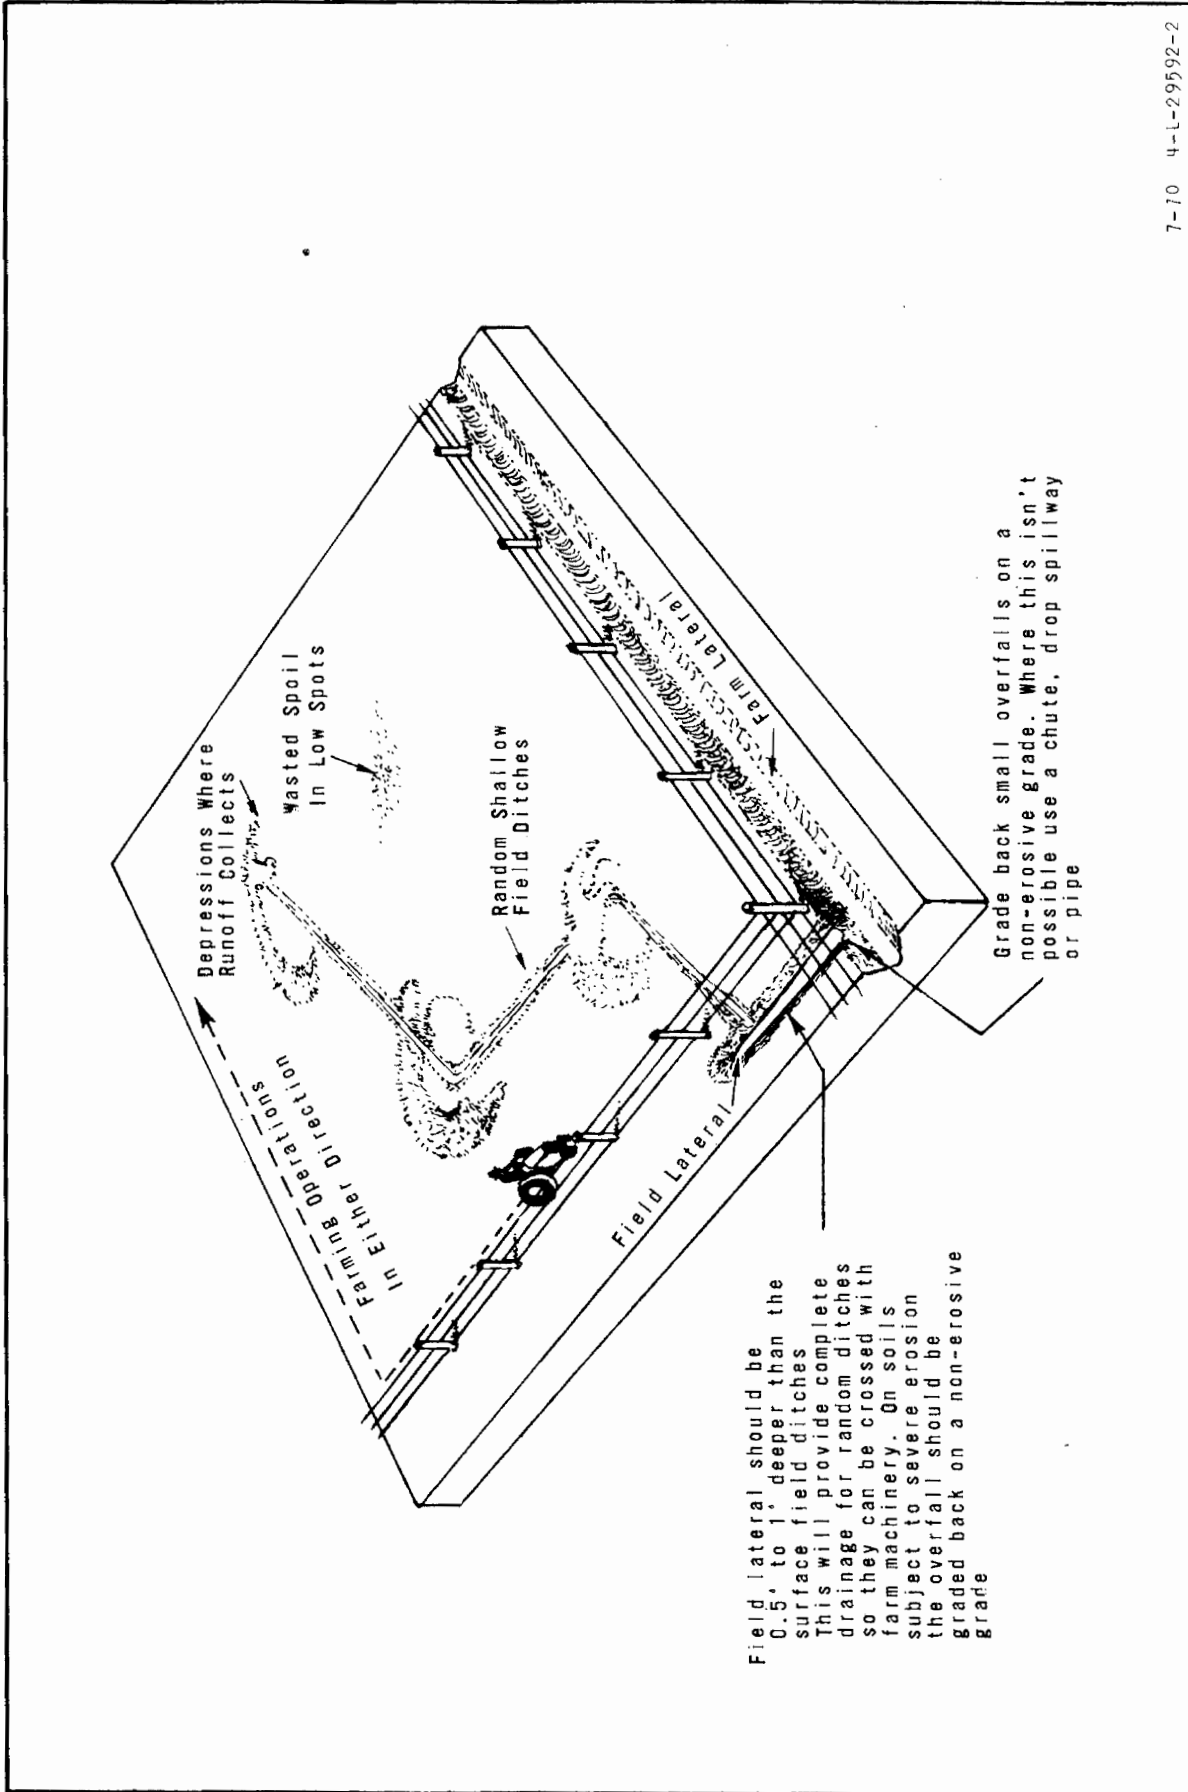 Depressions Where
Runoff Collects
Wasted Spoil
In Low Spots
Farming Operations
In Either Direction
Random Shallow
Field Ditches
Farm Lateral
Field Lateral
Field lateral should be
0.5' to 1' deeper than the
surface field ditches
This will provide complete
drainage for random ditches
so they can be crossed with
farm machinery. On soils
subject to severe erosion
the overfall should be
graded back on a non-erosive
grade
Grade back small overfalls on a
non-erosive grade. Where this isn't
possible use a chute, drop spillway
or pipe
7-70 4-L-29592-2